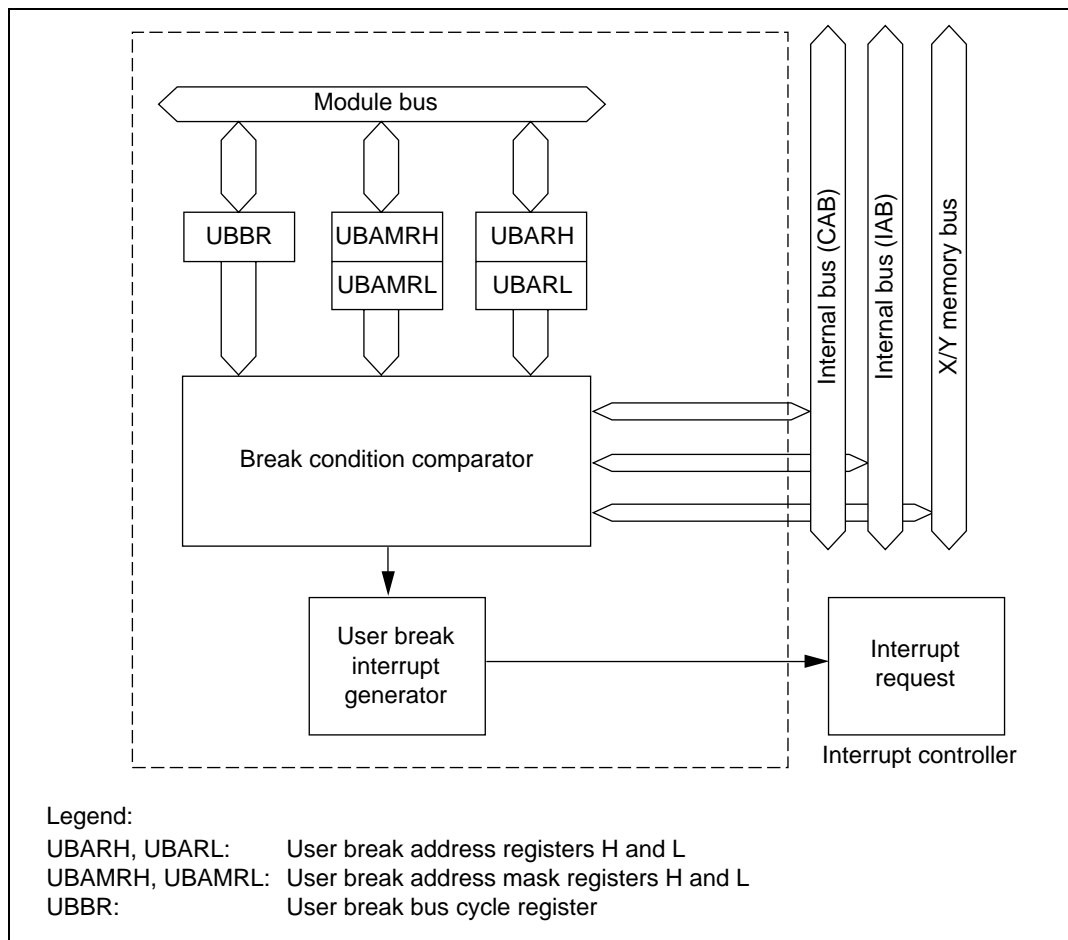 Module bus
UBBR
UBAMRH
UBARH
UBAMRL
UBARL
Internal bus (CAB)
Internal bus (IAB)
X/Y memory bus
Break condition comparator
User break
interrupt
generator
Interrupt
request
Interrupt controller
Legend:
UBARH, UBARL: User break address registers H and L
UBAMRH, UBAMRL: User break address mask registers H and L
UBBR: User break bus cycle register